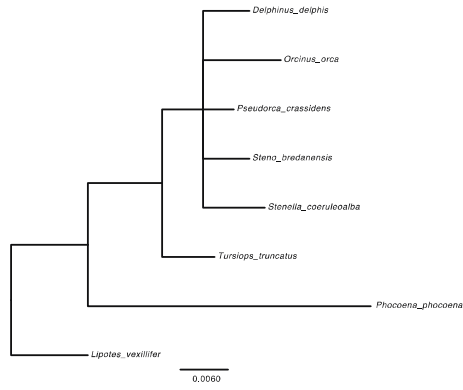 Delphinus_delphis
Orcinus_orca
Pseudorca_crassidens
Steno_bredanensis
Stenella_coeruleoalba
Tursiops_truncatus
Phocoena_phocoena
Lipotes_vexillifer
0.0060